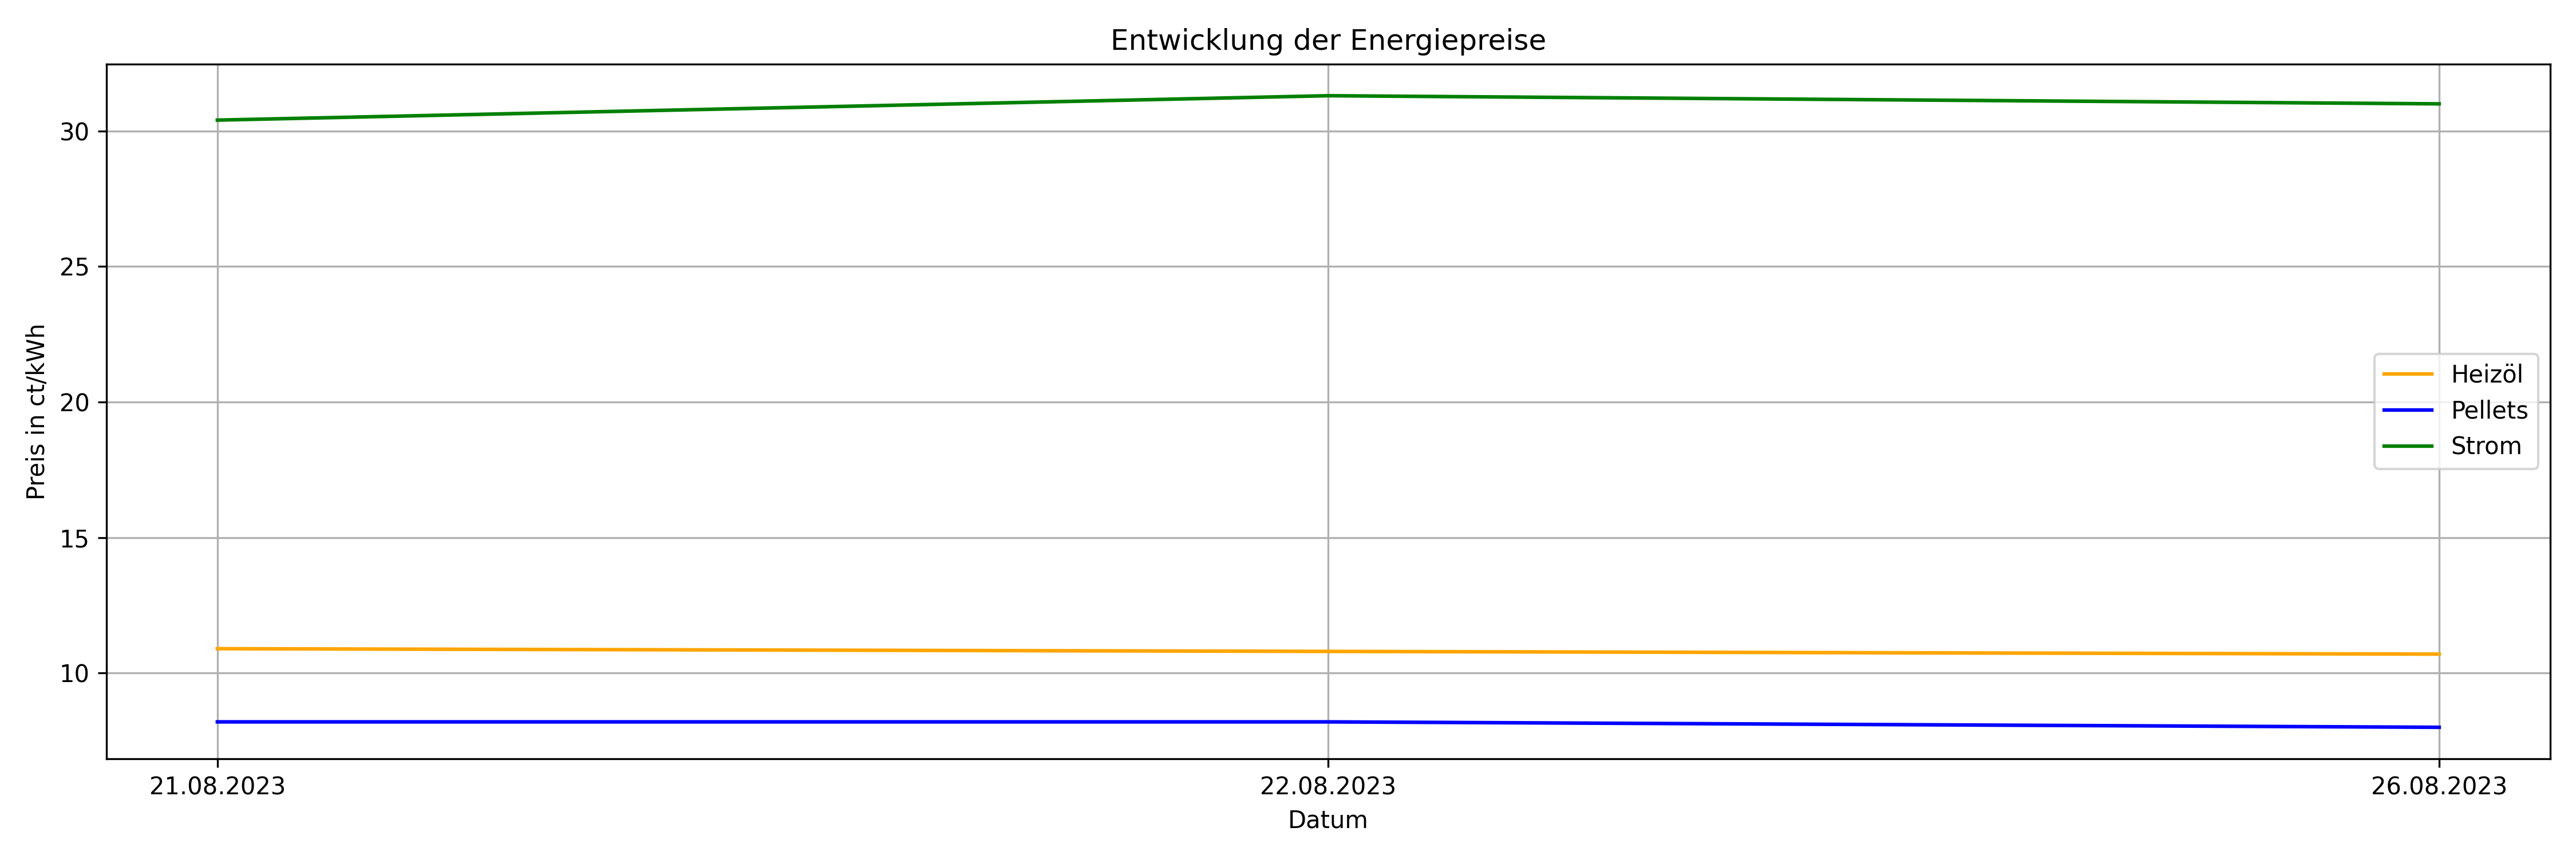 Entwicklung der Energiepreise
Preis in ct/kWh
30
25
20
15
10
Heizöl
Pellets
Strom
21.08.2023 22.08.2023 26.08.2023
Datum